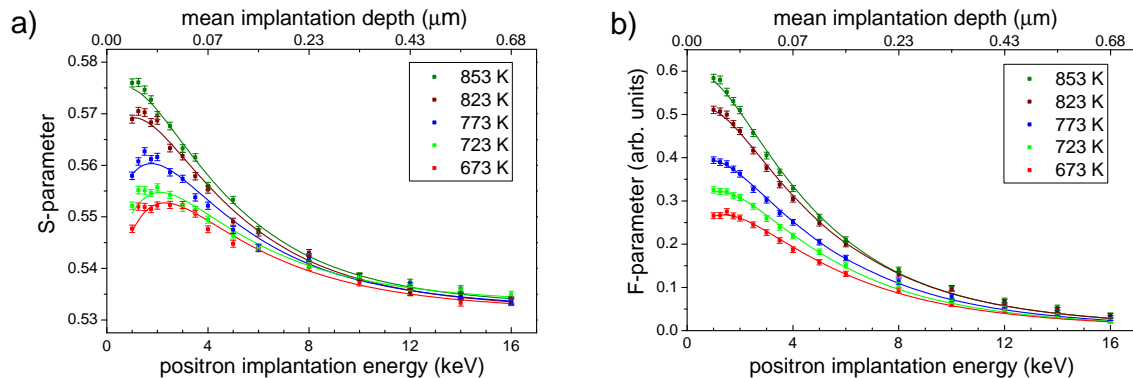 a)
mean implantation depth (μm)
0.00 0.07 0.23 0.43 0.68
0.58
0.57
0.56
0.55
0.54
0.53
S-parameter
853 K
823 K
773 K
723 K
673 K
0 4 8 12 16
positron implantation energy (keV)
b)
mean implantation depth (μm)
0.00 0.07 0.23 0.43 0.68
0.6
0.5
0.4
0.3
0.2
0.1
0.0
F-parameter (arb. units)
853 K
823 K
773 K
723 K
673 K
0 4 8 12 16
positron implantation energy (keV)